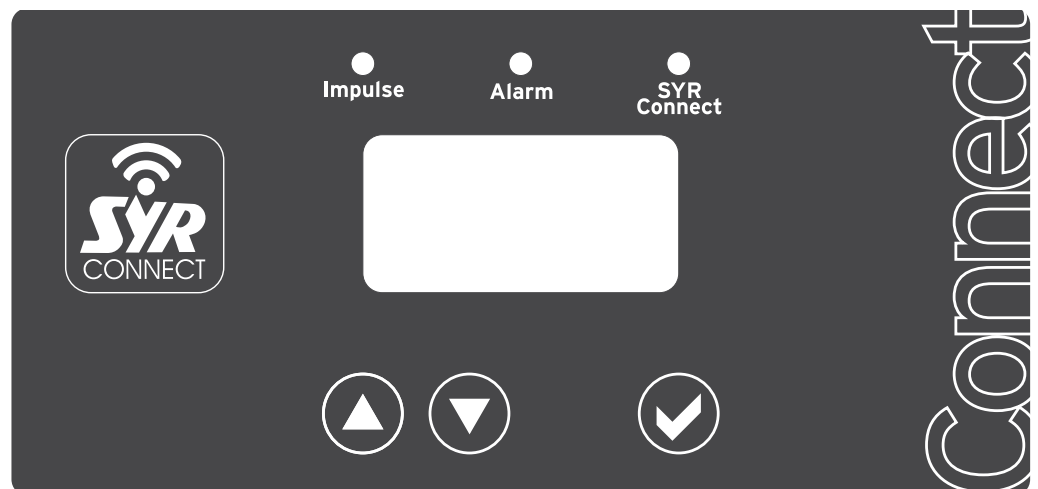 Impulse
Alarm
SYR
Connect
SYR
CONNECT
Connect